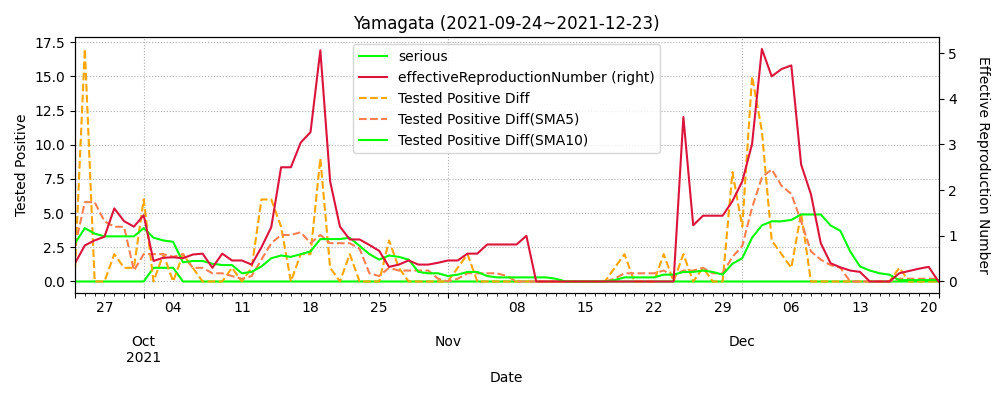 Yamagata (2021-09-24~2021-12-23)
serious
effectiveReproductionNumber (right)
Tested Positive Diff
Tested Positive Diff(SMA5)
Tested Positive Diff(SMA10)
Tested Positive
17.5
15.0
12.5
10.0
7.5
5.0
2.5
0.0
5
4
3
2
1
0
Effective Reproduction Number
27 04 11 18 25 08 15 22 29 06 13 20
Oct Nov Dec
2021
Date